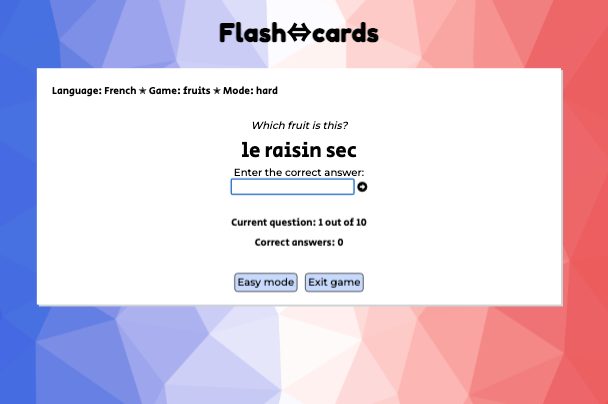 Flash⇔cards
Language: French ★ Game: fruits ★ Mode: hard
Which fruit is this?
le raisin sec
Enter the correct answer:
Current question: 1 out of 10
Correct answers: 0
Easy mode Exit game